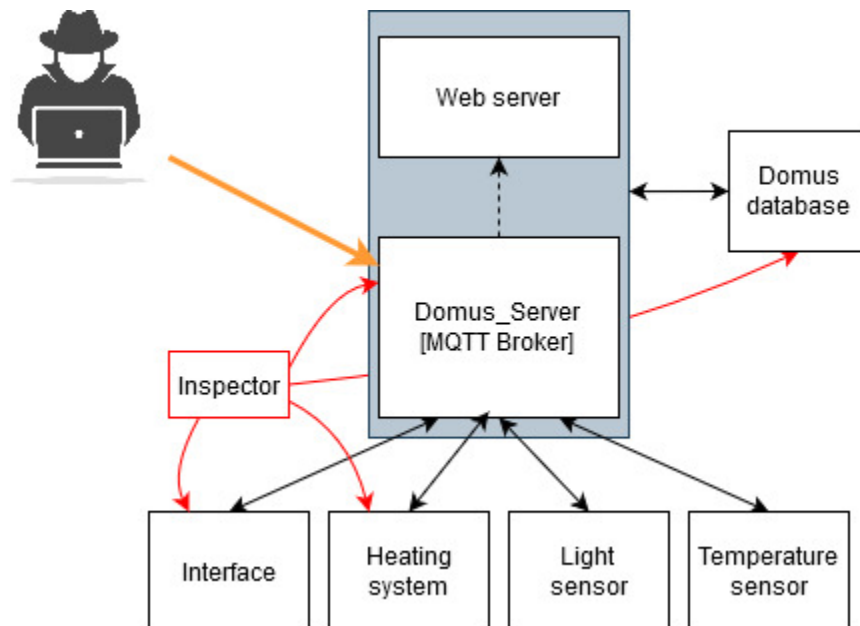 Web server
Domus
database
Domus_Server
[MQTT Broker]
Inspector
Interface
Heating
system
Light
sensor
Temperature
sensor